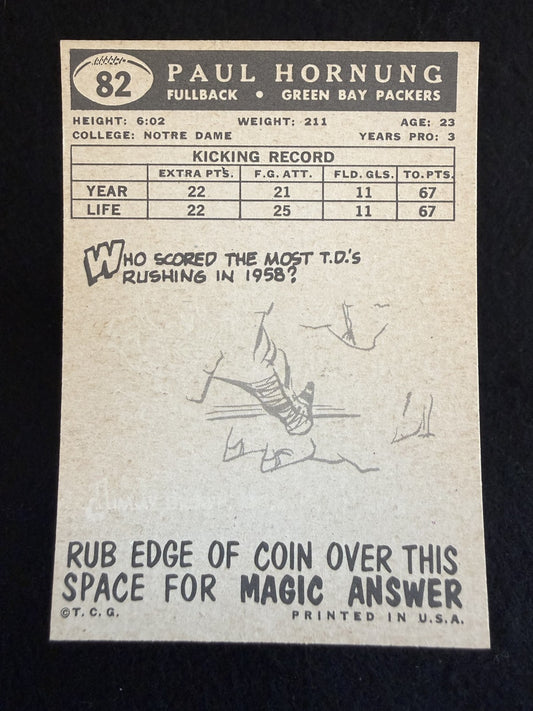 82
PAUL HORNUNG
FULLBACK • GREEN BAY PACKERS
HEIGHT: 6:02 WEIGHT: 211 AGE: 23
COLLEGE: NOTRE DAME YEARS PRO: 3
KICKING RECORD
EXTRA PTS. F.G. ATT. FLD. GLS. TO. PTS.
YEAR 22 21 11 67
LIFE 22 25 11 67
WHO SCORED THE MOST T.D.'S
RUSHING IN 1958?
RUB EDGE OF COIN OVER THIS
SPACE FOR MAGIC ANSWER
©T.C.G. PRINTED IN U.S.A.